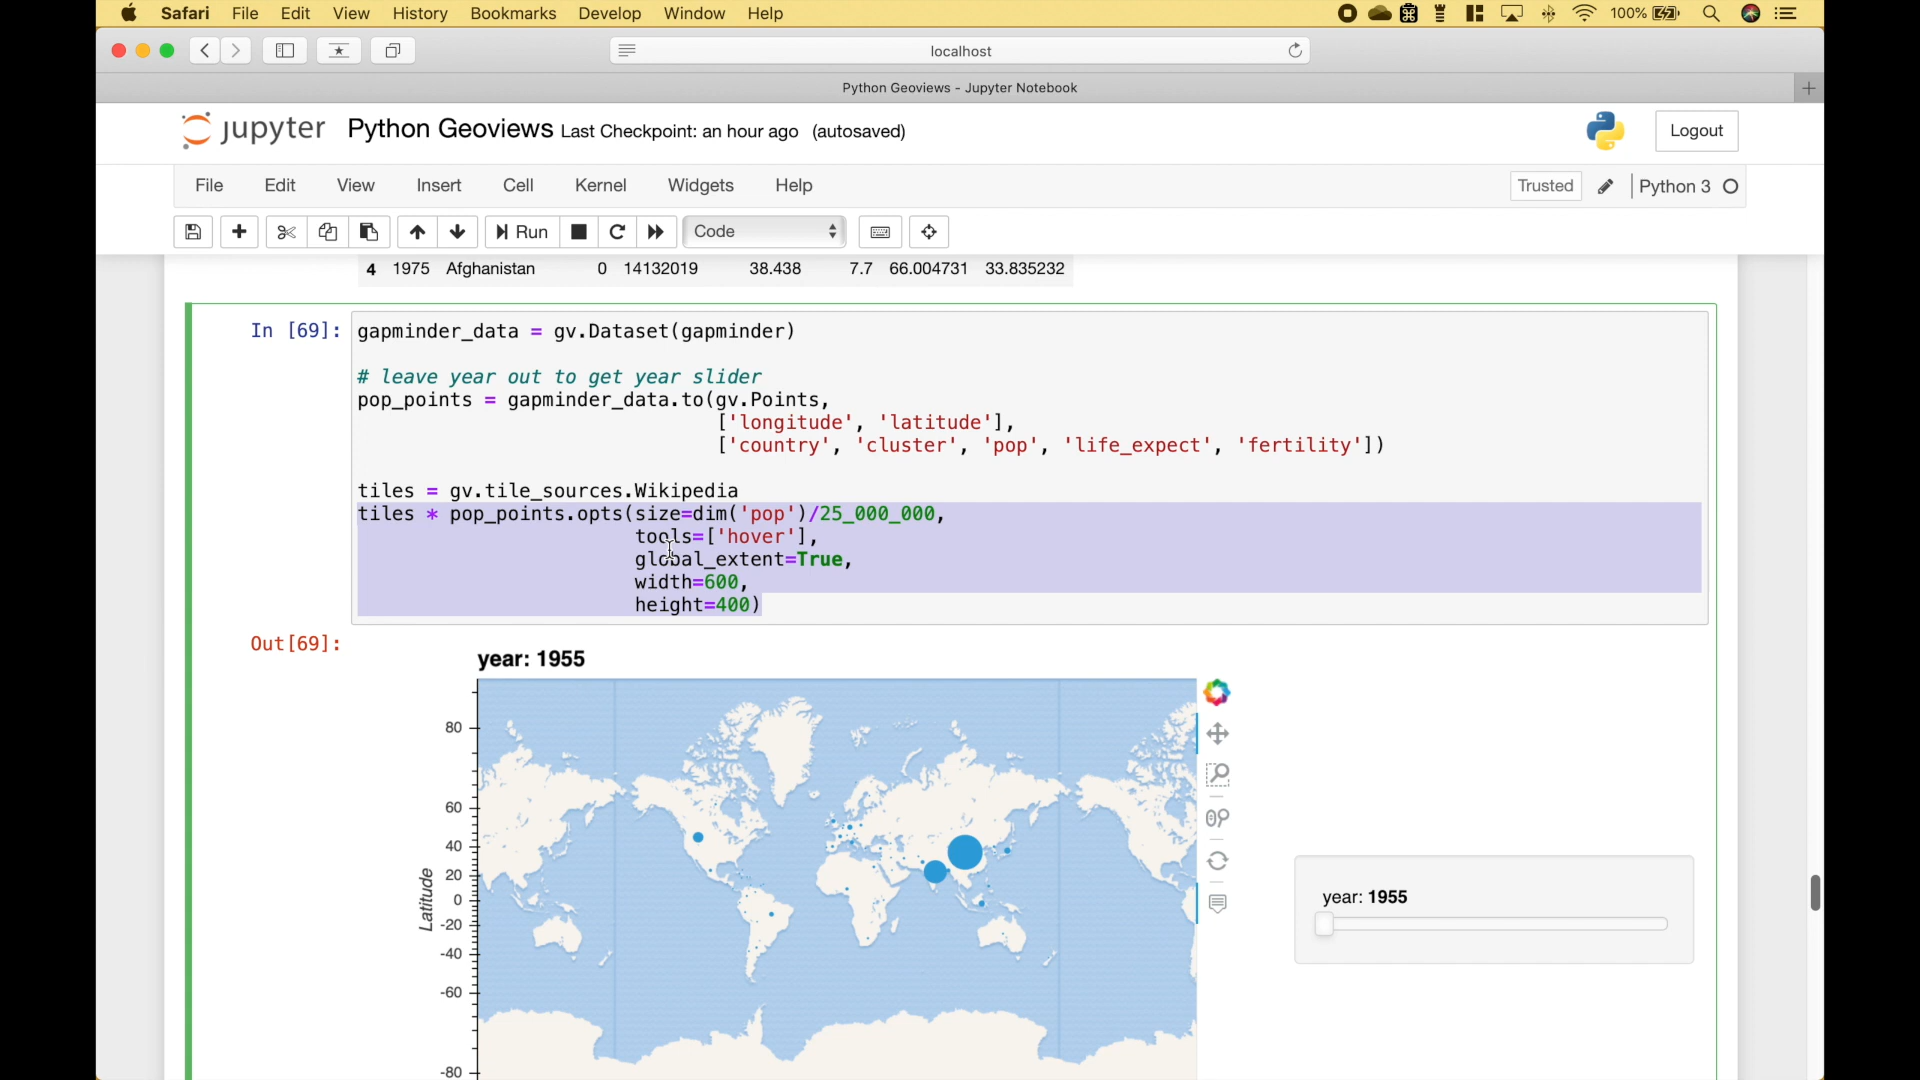 Safari File Edit View History Bookmarks Develop Window Help 100%
localhost
Python Geoviews - Jupyter Notebook
jupyter Python Geoviews Last Checkpoint: an hour ago (autosaved) Logout
File Edit View Insert Cell Kernel Widgets Help Trusted Python 3
Run Code
4 1975 Afghanistan 0 14132019 38.438 7.7 66.004731 33.835232
In [69]: gapminder_data = gv.Dataset(gapminder)
# leave year out to get year slider
pop_points = gapminder_data.to(gv.Points,
['longitude', 'latitude'],
['country', 'cluster', 'pop', 'life_expect', 'fertility'])
tiles = gv.tile_sources.Wikipedia
tiles * pop_points.opts(size=dim('pop')/25_000_000,
tools=['hover'],
global_extent=True,
width=600,
height=400)
Out[69]:
year: 1955
80
60
40
20
0
-20
-40
-60
-80
Latitude
year: 1955